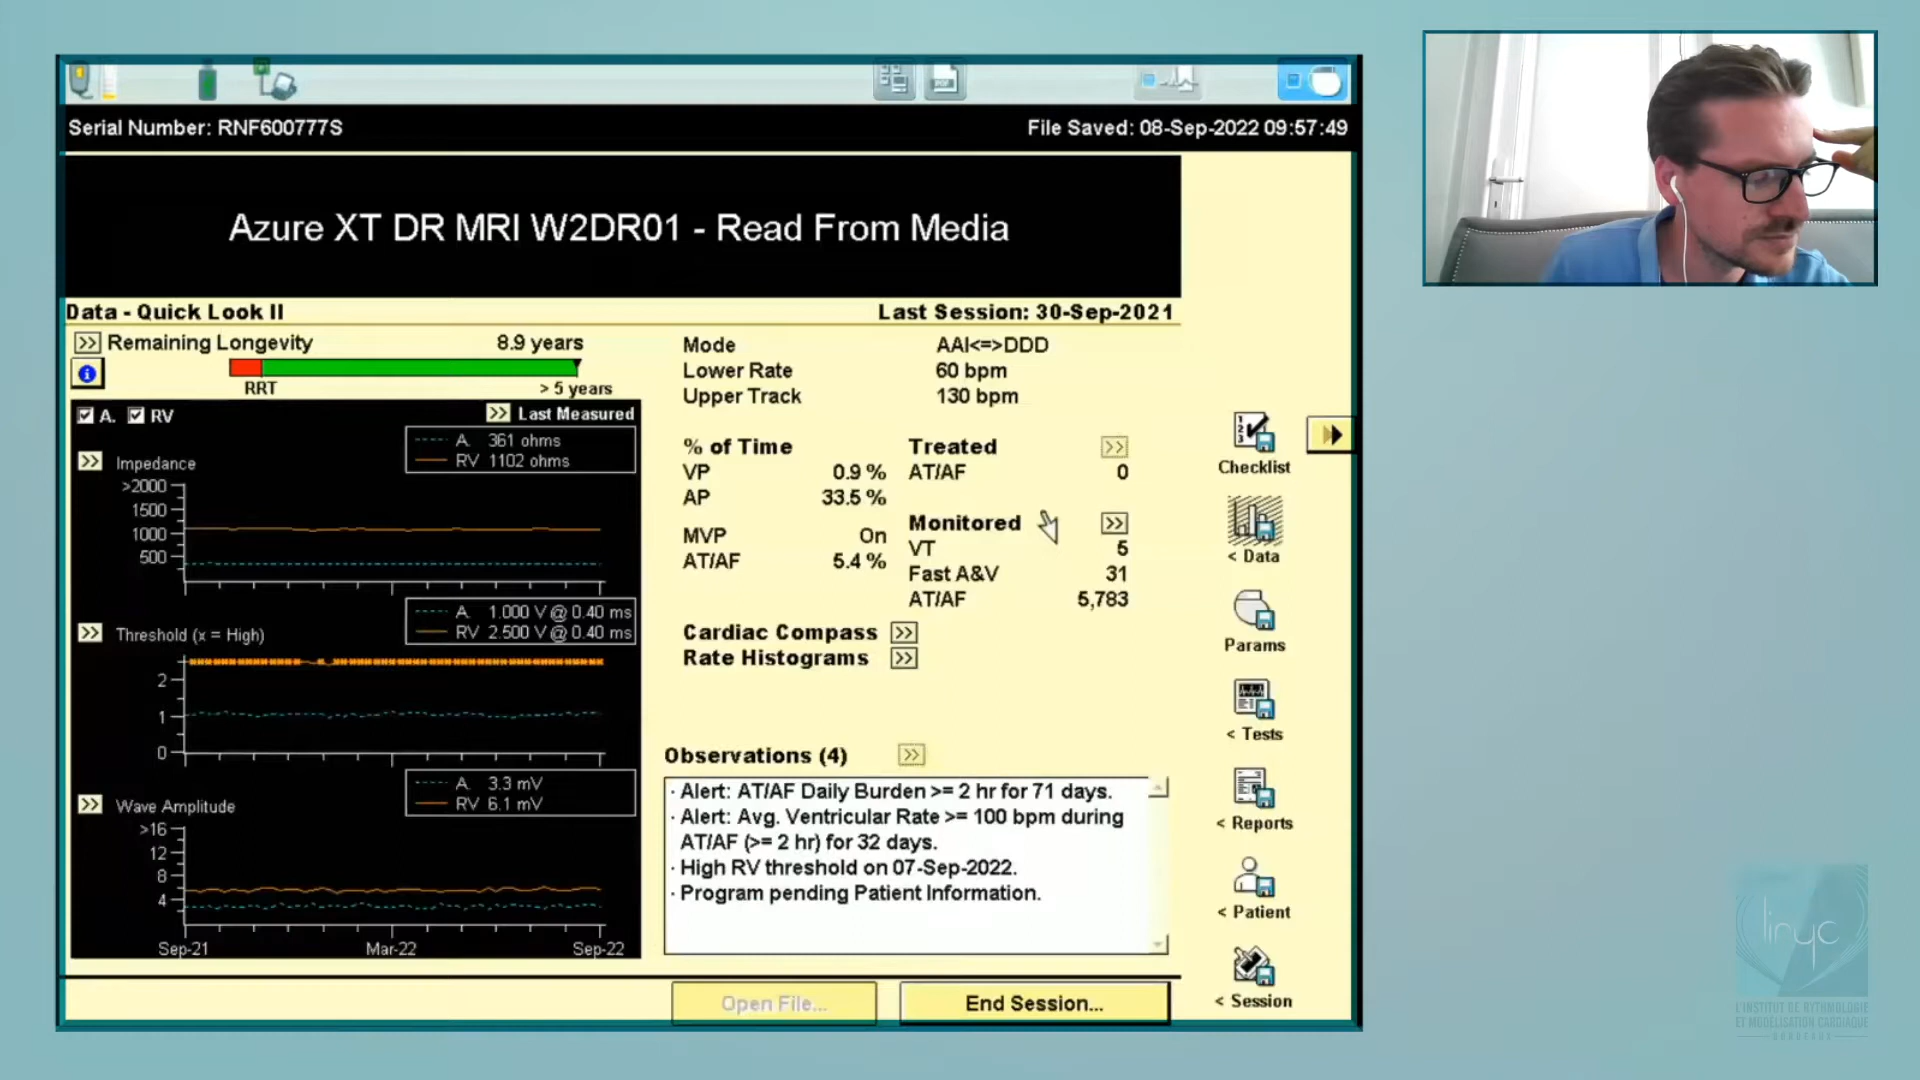 Serial Number: RNF600777S
File Saved: 08-Sep-2022 09:57:49
Azure XT DR MRI W2DR01 - Read From Media
Data - Quick Look II
Last Session: 30-Sep-2021
>> Remaining Longevity 8.9 years
RRT > 5 years
A. RV >> Last Measured
A. 361 ohms
RV 1102 ohms
>> Impedance
>2000
1500
1000
500
A. 1.000 V @ 0.40 ms
RV 2.500 V @ 0.40 ms
>> Threshold (x = High)
2
1
0
A. 3.3 mV
RV 6.1 mV
>> Wave Amplitude
>16
12
8
4
Sep-21 Mar-22 Sep-22
Mode AAI<=>DDD
Lower Rate 60 bpm
Upper Track 130 bpm
% of Time
VP 0.9 %
AP 33.5 %
MVP On
AT/AF 5.4 %
Treated >>
AT/AF 0
Monitored >>
VT 5
Fast A&V 31
AT/AF 5,783
Cardiac Compass >>
Rate Histograms >>
Observations (4) >>
· Alert: AT/AF Daily Burden >= 2 hr for 71 days.
· Alert: Avg. Ventricular Rate >= 100 bpm during
AT/AF (>= 2 hr) for 32 days.
· High RV threshold on 07-Sep-2022.
· Program pending Patient Information.
Open File...
End Session...
Checklist
< Data
Params
< Tests
< Reports
< Patient
< Session
liryc
L'INSTITUT DE RYTHMOLOGIE
ET MODÉLISATION CARDIAQUE
BORDEAUX